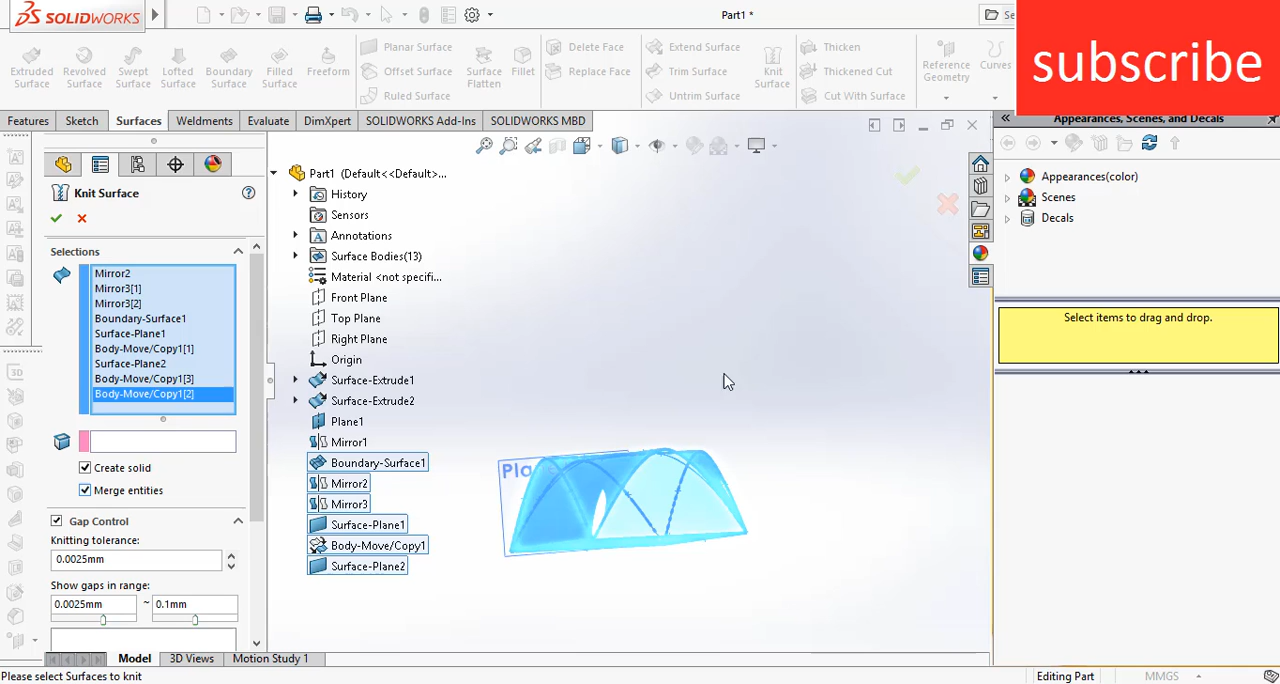 SOLIDWORKS
Part1 *
Se
subscribe
Extruded Surface
Revolved Surface
Swept Surface
Lofted Surface
Boundary Surface
Filled Surface
Freeform
Planar Surface
Offset Surface
Ruled Surface
Surface Flatten
Fillet
Delete Face
Replace Face
Extend Surface
Trim Surface
Untrim Surface
Knit Surface
Thicken
Thickened Cut
Cut With Surface
Reference Geometry
Curves
Features
Sketch
Surfaces
Weldments
Evaluate
DimXpert
SOLIDWORKS Add-Ins
SOLIDWORKS MBD
Knit Surface
Selections
Mirror2
Mirror3[1]
Mirror3[2]
Boundary-Surface1
Surface-Plane1
Body-Move/Copy1[1]
Surface-Plane2
Body-Move/Copy1[3]
Body-Move/Copy1[2]
Create solid
Merge entities
Gap Control
Knitting tolerance:
0.0025mm
Show gaps in range:
0.0025mm ~ 0.1mm
Part1 (Default<<Default>...
History
Sensors
Annotations
Surface Bodies(13)
Material <not specifi...
Front Plane
Top Plane
Right Plane
Origin
Surface-Extrude1
Surface-Extrude2
Plane1
Mirror1
Boundary-Surface1
Mirror2
Mirror3
Surface-Plane1
Body-Move/Copy1
Surface-Plane2
Appearances, Scenes, and Decals
Appearances(color)
Scenes
Decals
Select items to drag and drop.
Model
3D Views
Motion Study 1
Please select Surfaces to knit
Editing Part
MMGS